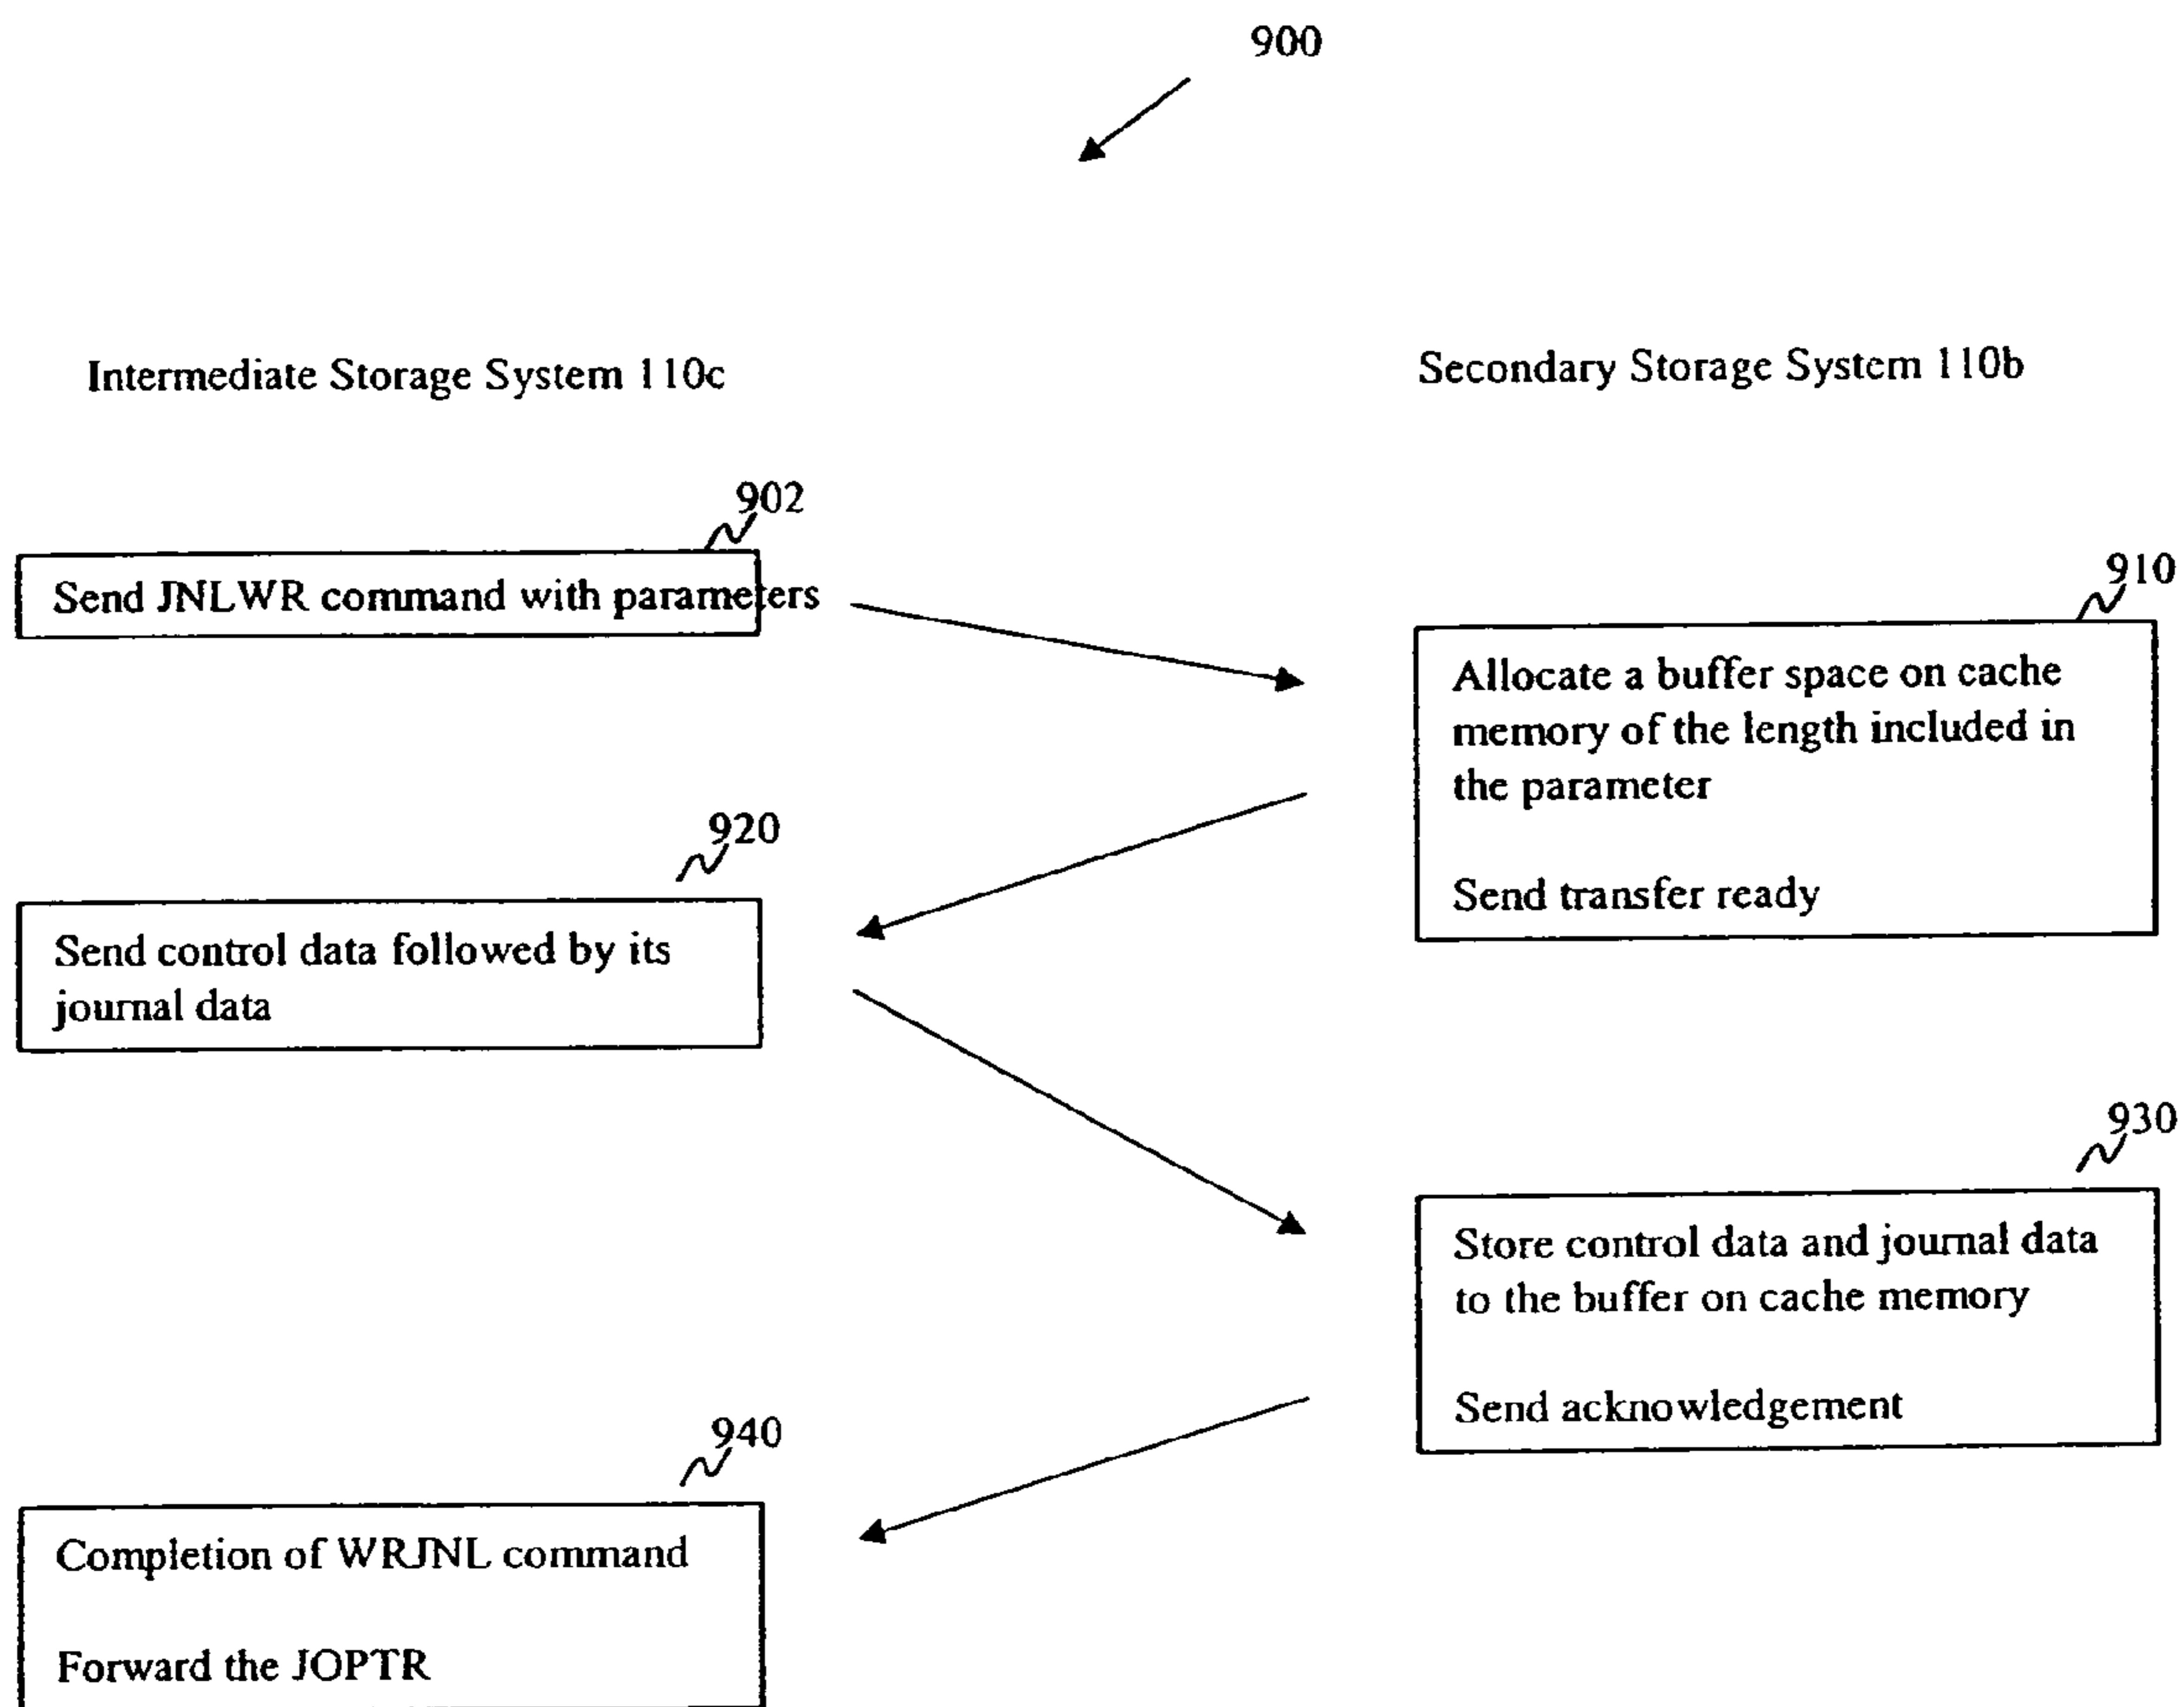 900
Intermediate Storage System 110c
Secondary Storage System 110b
902
Send JNLWR command with parameters
910
Allocate a buffer space on cache
memory of the length included in
the parameter
Send transfer ready
920
Send control data followed by its
journal data
930
Store control data and journal data
to the buffer on cache memory
Send acknowledgement
940
Completion of WRJNL command
Forward the JOPTR